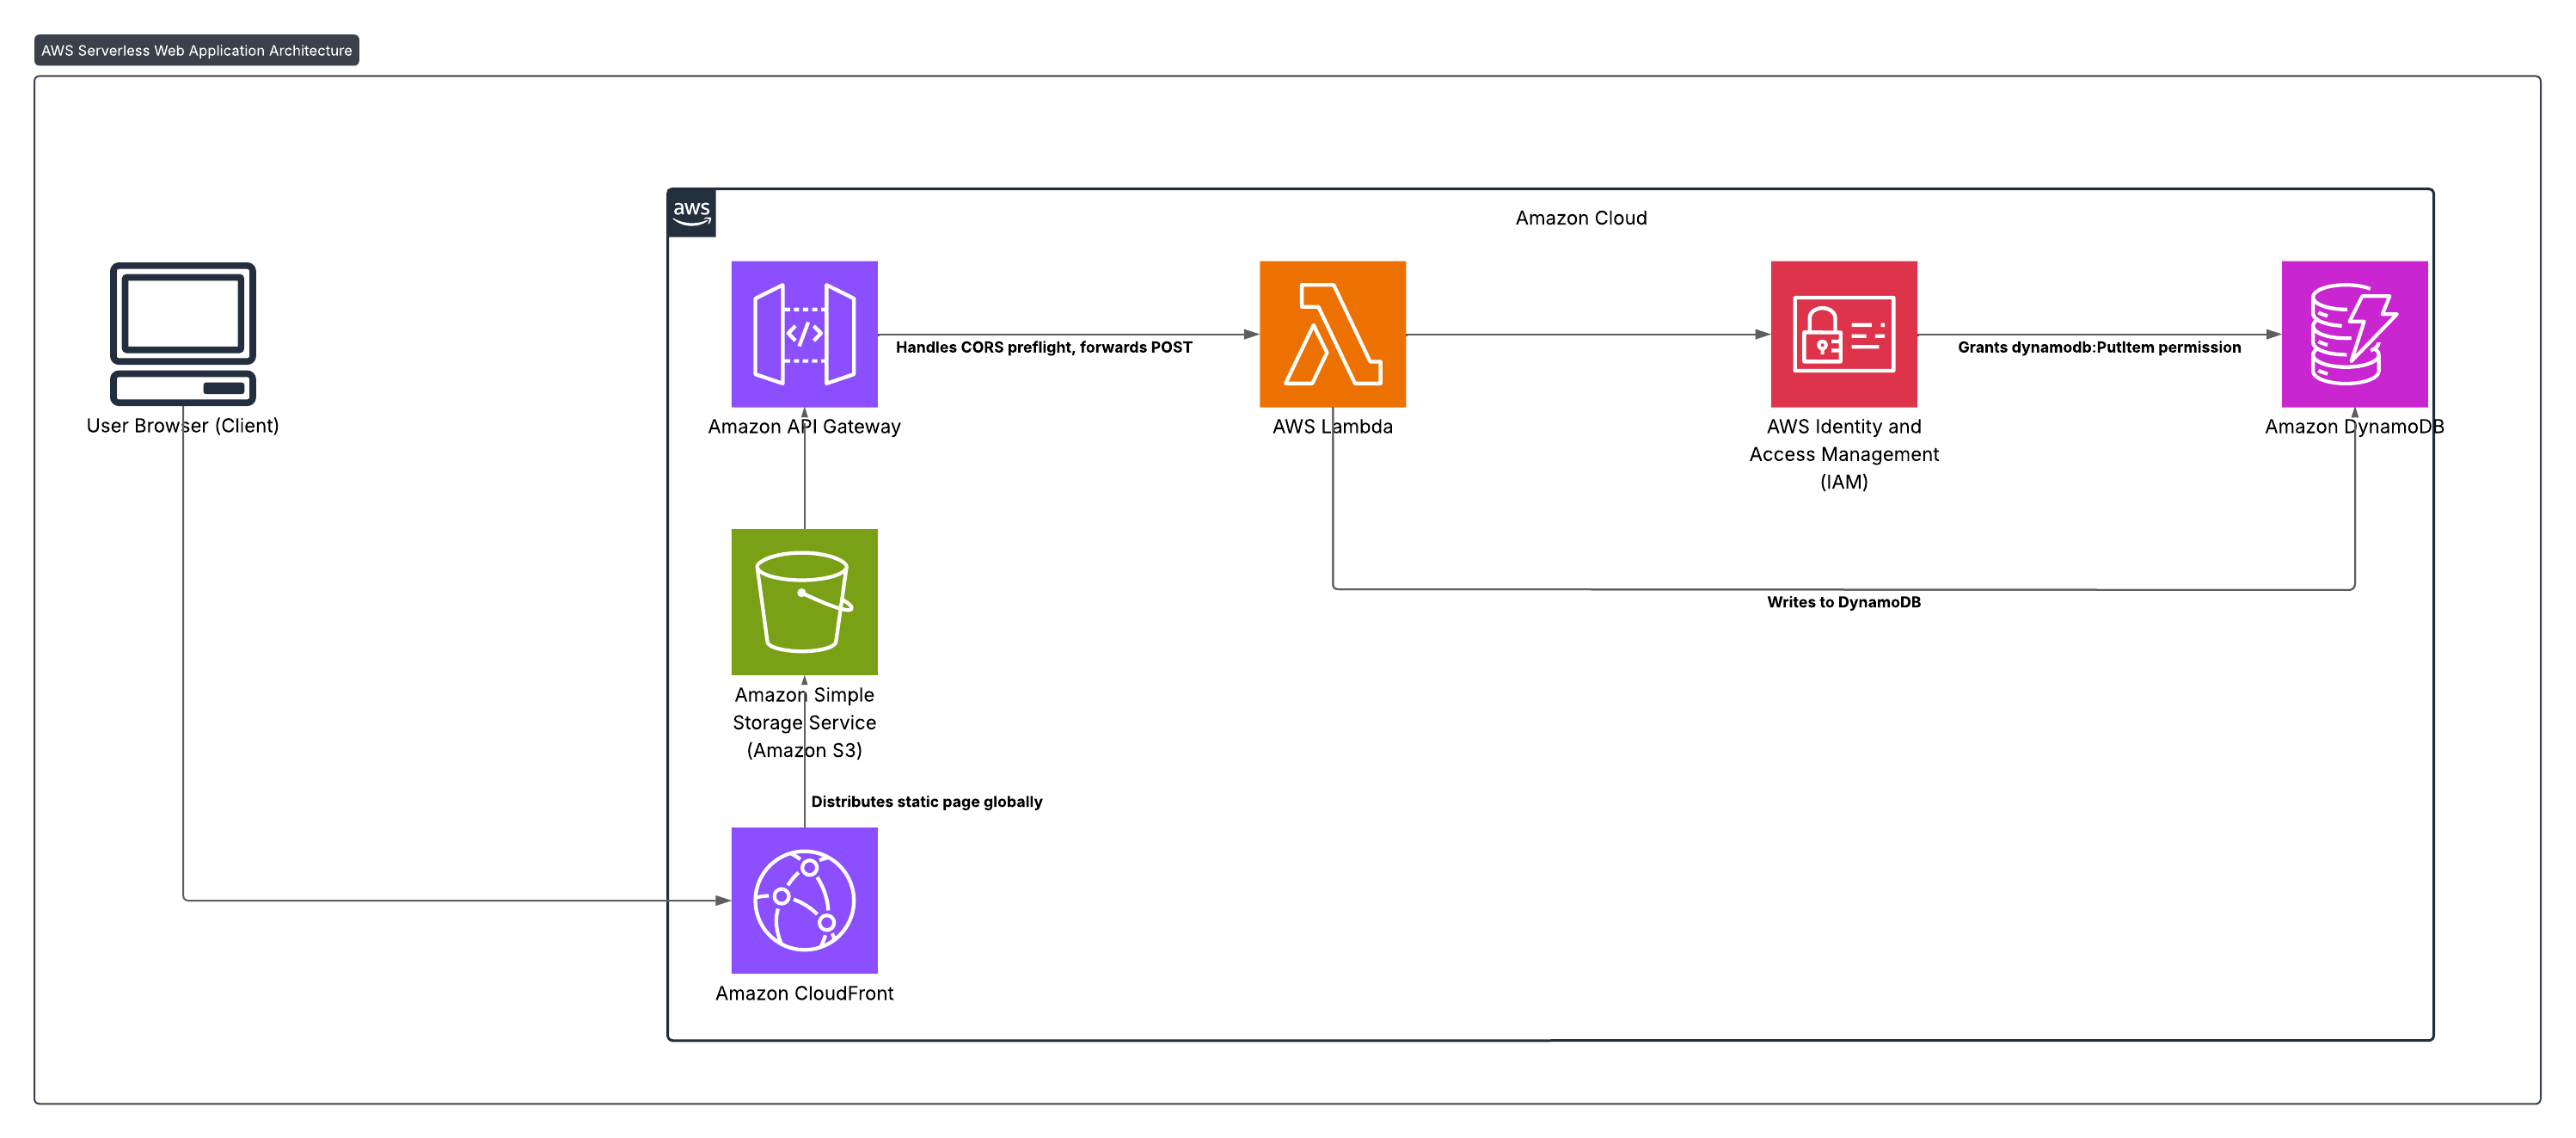 AWS Serverless Web Application Architecture
aws
Amazon Cloud
User Browser (Client)
Amazon API Gateway
Handles CORS preflight, forwards POST
AWS Lambda
AWS Identity and
Access Management
(IAM)
Grants dynamodb:PutItem permission
Amazon DynamoDB
Writes to DynamoDB
Amazon Simple
Storage Service
(Amazon S3)
Distributes static page globally
Amazon CloudFront